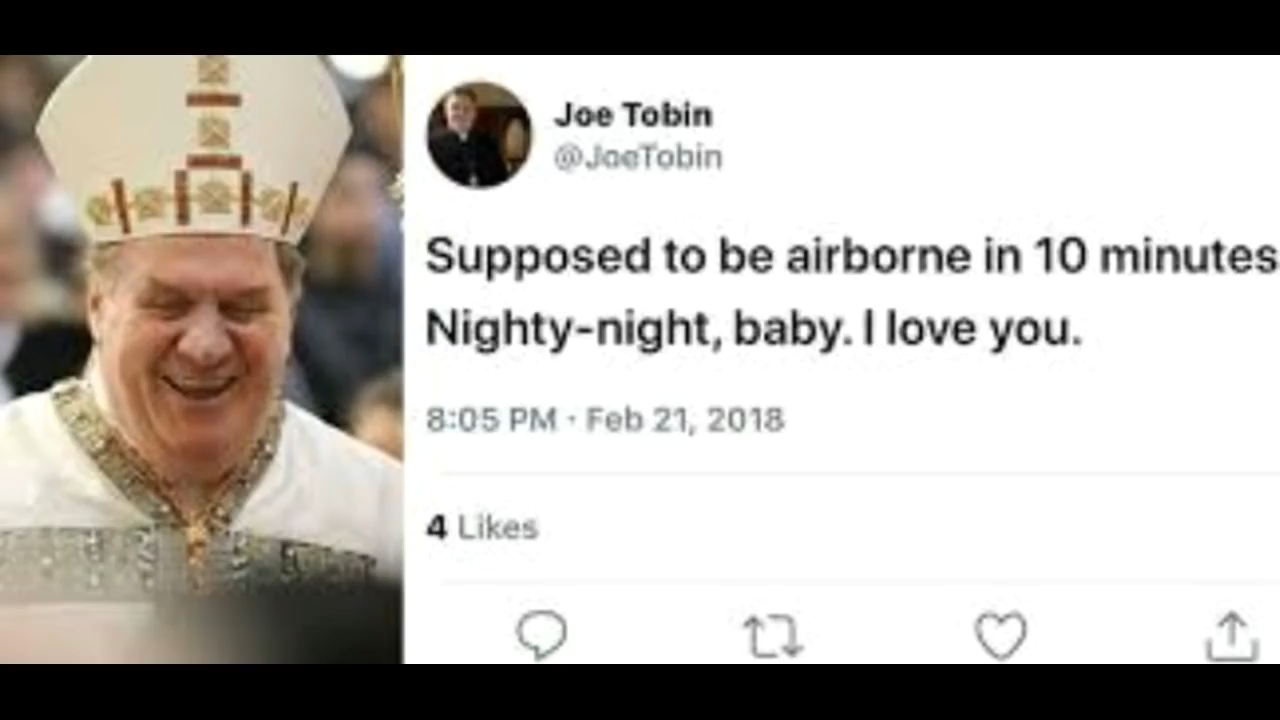 Joe Tobin
@JoeTobin
Supposed to be airborne in 10 minutes
Nighty-night, baby. I love you.
8:05 PM · Feb 21, 2018
4 Likes